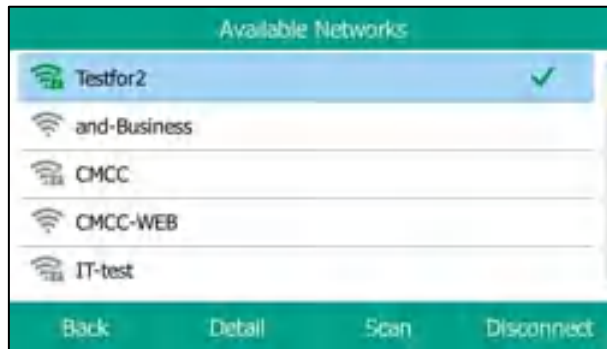 Available Networks
Testfor2
and-Business
CMCC
CMCC-WEB
IT-test
Back Detail Scan Disconnect